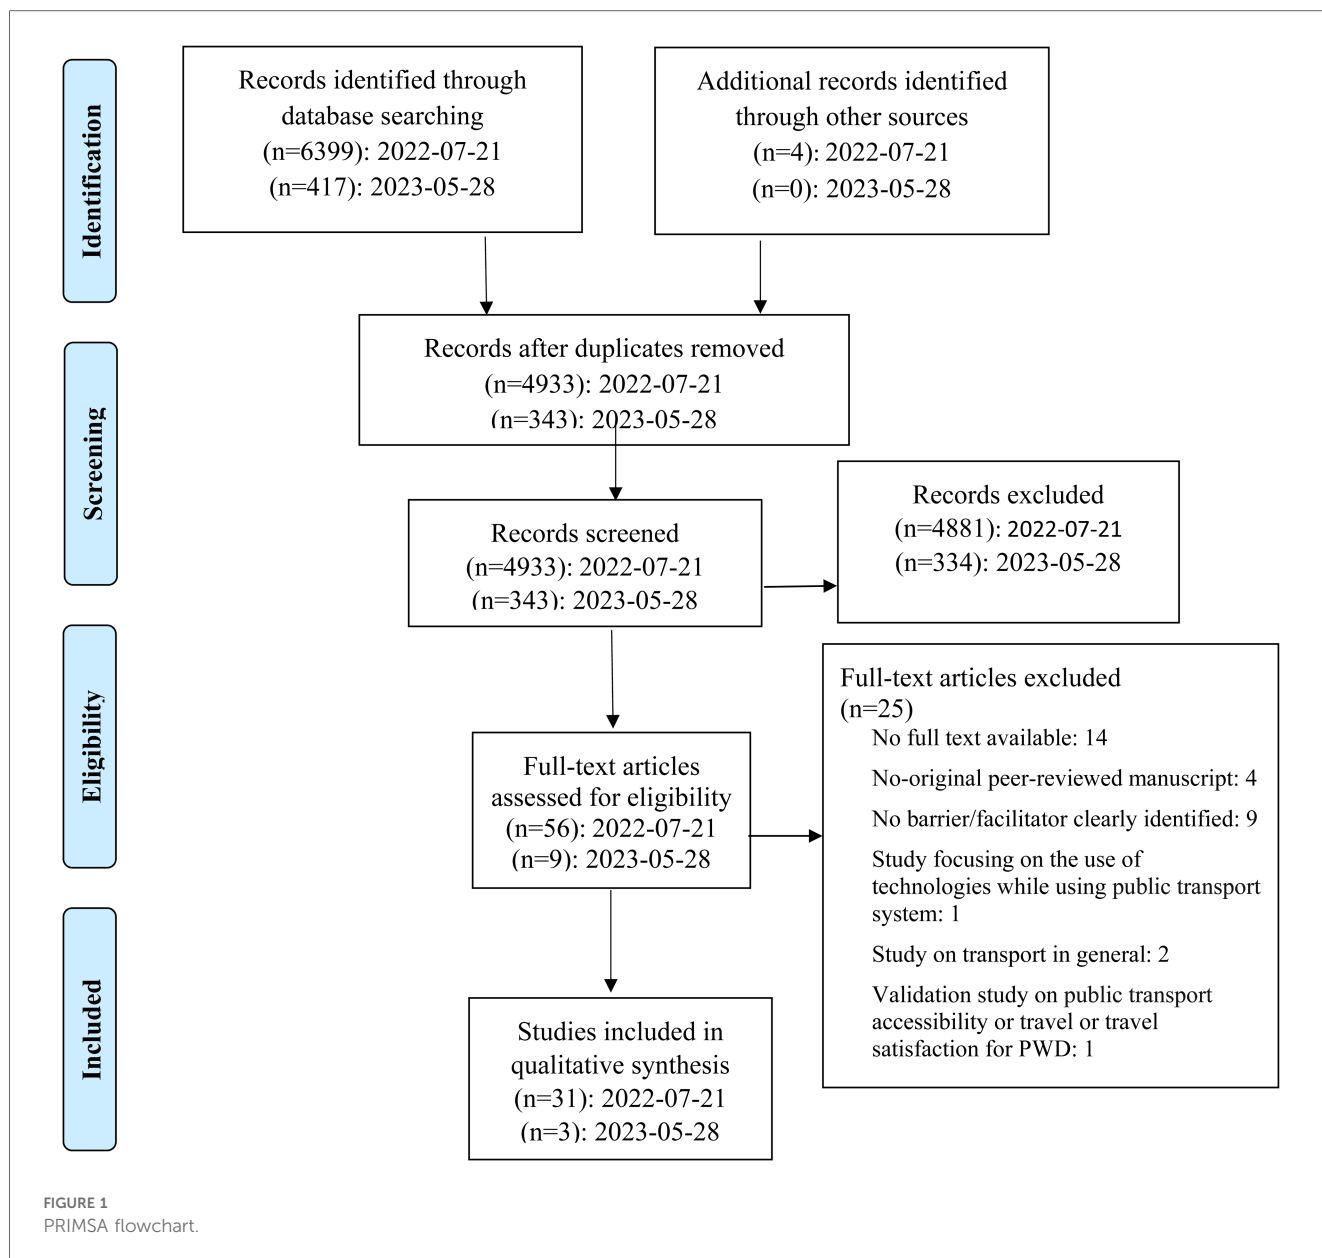 Identification
Records identified through
database searching
(n=6399): 2022-07-21
(n=417): 2023-05-28
Additional records identified
through other sources
(n=4): 2022-07-21
(n=0): 2023-05-28
Screening
Records after duplicates removed
(n=4933): 2022-07-21
(n=343): 2023-05-28
Records screened
(n=4933): 2022-07-21
(n=343): 2023-05-28
Records excluded
(n=4881): 2022-07-21
(n=334): 2023-05-28
Eligibility
Full-text articles
assessed for eligibility
(n=56): 2022-07-21
(n=9): 2023-05-28
Full-text articles excluded
(n=25)
No full text available: 14
No-original peer-reviewed manuscript: 4
No barrier/facilitator clearly identified: 9
Study focusing on the use of
technologies while using public transport
system: 1
Study on transport in general: 2
Validation study on public transport
accessibility or travel or travel
satisfaction for PWD: 1
Included
Studies included in
qualitative synthesis
(n=31): 2022-07-21
(n=3): 2023-05-28
FIGURE 1
PRIMSA flowchart.